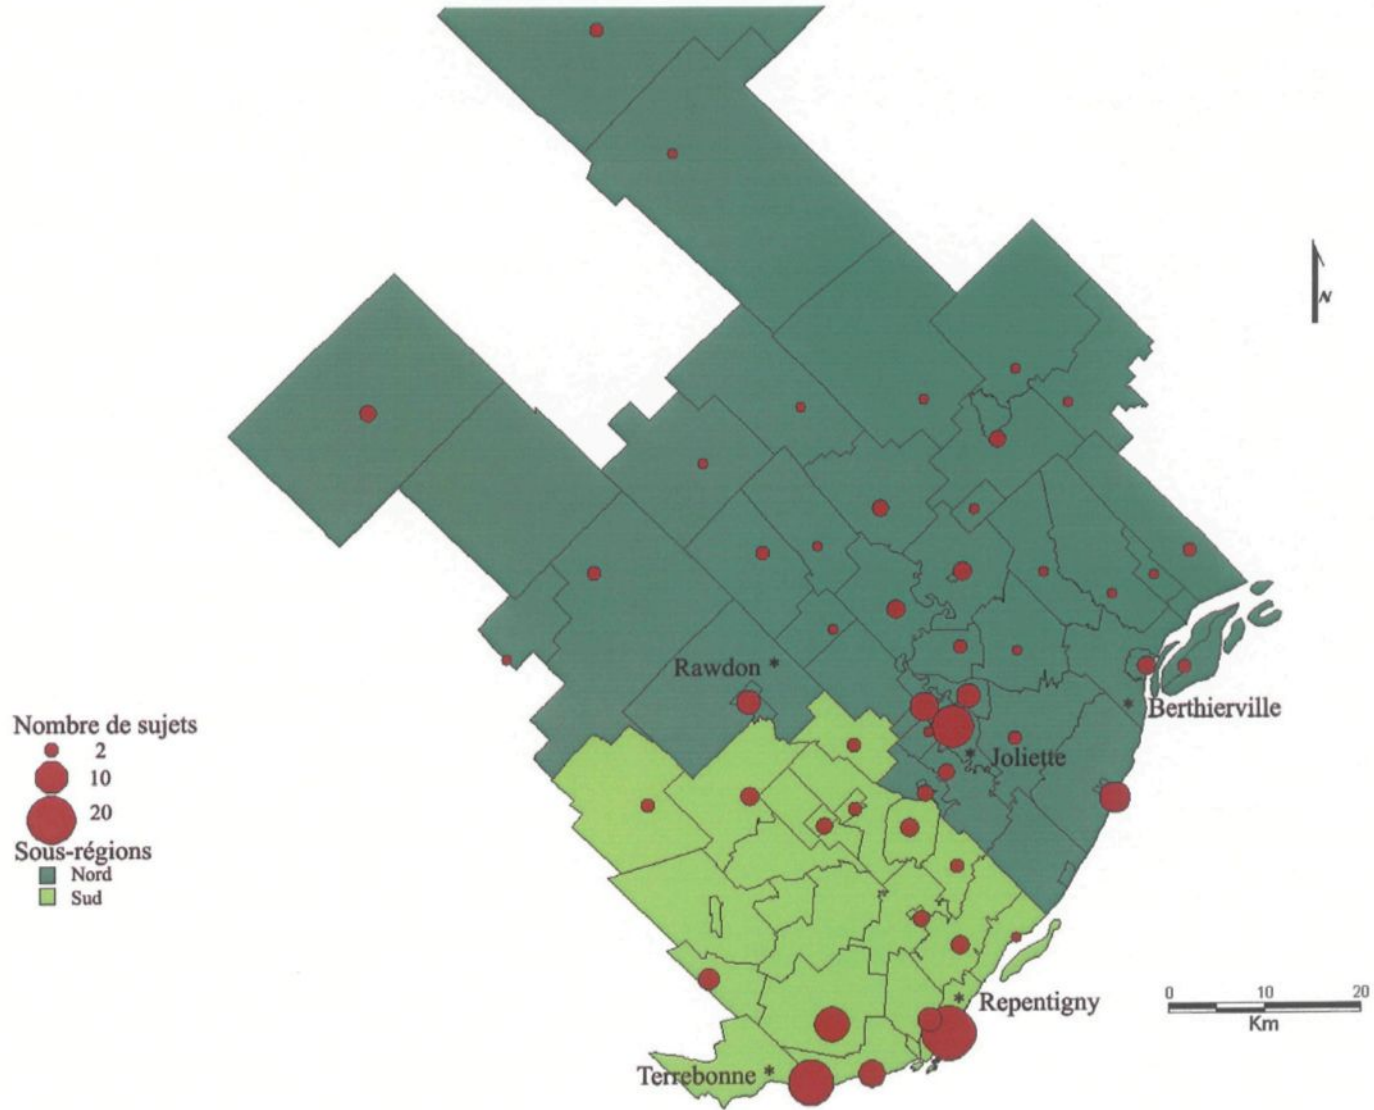 N
Rawdon *
* Berthierville
Nombre de sujets
2
10
20
* Joliette
Sous-régions
Nord
Sud
* Repentigny
0 10 20
Km
Terrebonne *